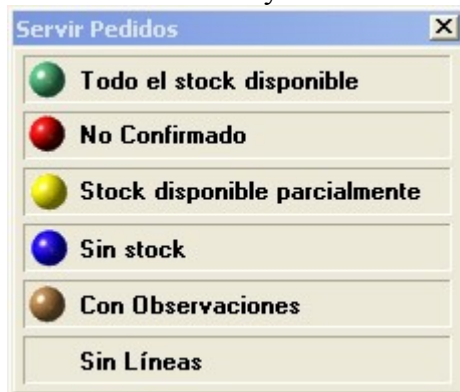 Servir Pedidos
Todo el stock disponible
No Confirmado
Stock disponible parcialmente
Sin stock
Con Observaciones
Sin Líneas